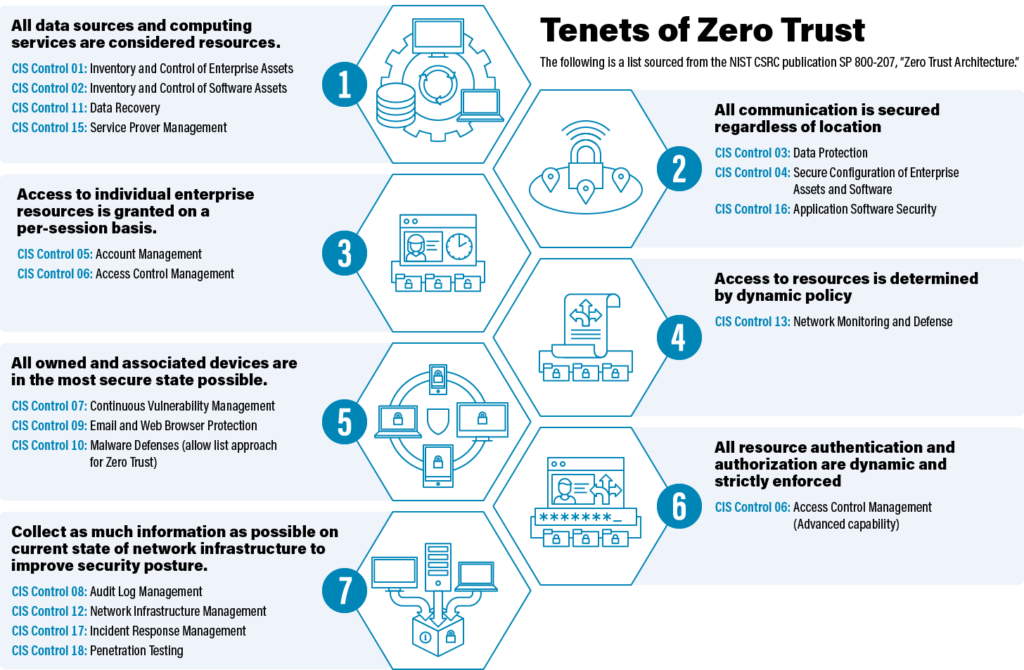 Tenets of Zero Trust
The following is a list sourced from the NIST CSRC publication SP 800-207, "Zero Trust Architecture."
1
All data sources and computing
services are considered resources.
CIS Control 01: Inventory and Control of Enterprise Assets
CIS Control 02: Inventory and Control of Software Assets
CIS Control 11: Data Recovery
CIS Control 15: Service Prover Management
2
All communication is secured
regardless of location
CIS Control 03: Data Protection
CIS Control 04: Secure Configuration of Enterprise
Assets and Software
CIS Control 16: Application Software Security
3
Access to individual enterprise
resources is granted on a
per-session basis.
CIS Control 05: Account Management
CIS Control 06: Access Control Management
4
Access to resources is determined
by dynamic policy
CIS Control 13: Network Monitoring and Defense
5
All owned and associated devices are
in the most secure state possible.
CIS Control 07: Continuous Vulnerability Management
CIS Control 09: Email and Web Browser Protection
CIS Control 10: Malware Defenses (allow list approach
for Zero Trust)
6
All resource authentication and
authorization are dynamic and
strictly enforced
CIS Control 06: Access Control Management
(Advanced capability)
*******_
7
Collect as much information as possible on
current state of network infrastructure to
improve security posture.
CIS Control 08: Audit Log Management
CIS Control 12: Network Infrastructure Management
CIS Control 17: Incident Response Management
CIS Control 18: Penetration Testing